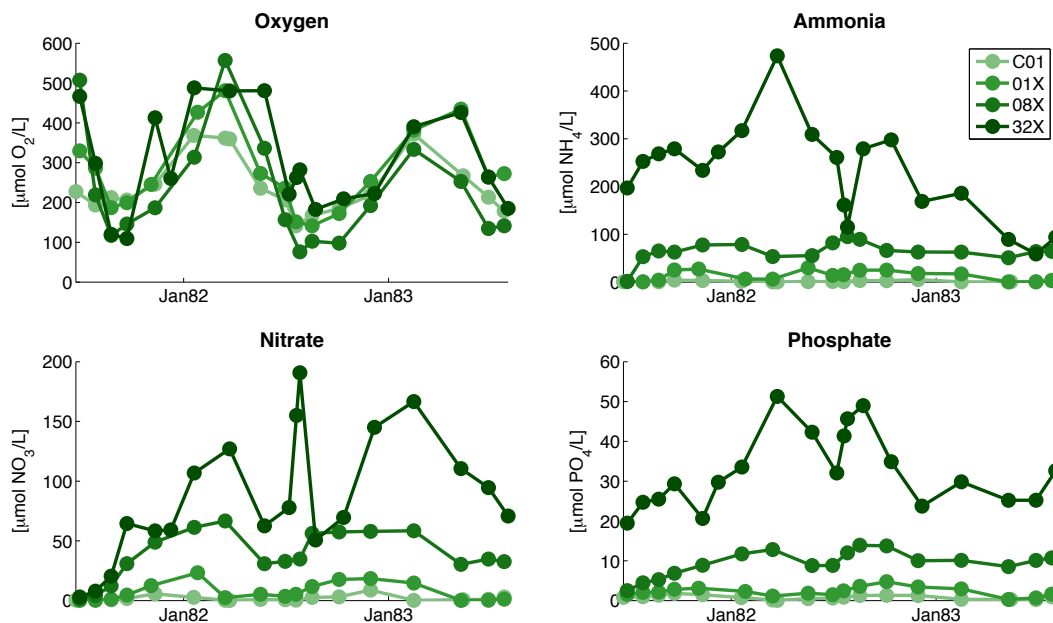 Oxygen
[µmol O2/L]
600
500
400
300
200
100
0
Jan82
Jan83
Ammonia
[µmol NH4/L]
500
400
300
200
100
0
Jan82
Jan83
C01
01X
08X
32X
Nitrate
[µmol NO3/L]
200
150
100
50
0
Jan82
Jan83
Phosphate
[µmol PO4/L]
60
50
40
30
20
10
0
Jan82
Jan83